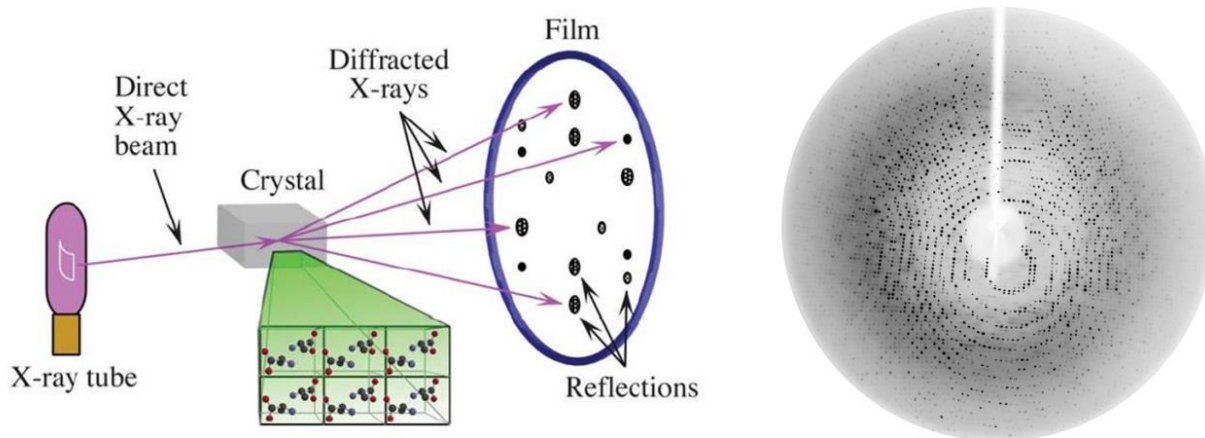 Film
Diffracted
X-rays
Direct
X-ray
beam
Crystal
X-ray tube
Reflections